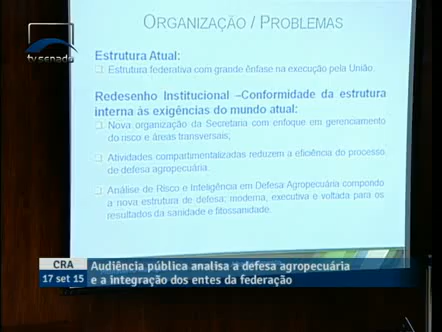 tv senado
ORGANIZAÇÃO / PROBLEMAS
Estrutura Atual:
Estrutura federativa com grande ênfase na execução pela União.
Redesenho Institucional –Conformidade da estrutura
interna às exigências do mundo atual:
Nova organização da Secretaria com enfoque em gerenciamento
do risco e áreas transversais;
Atividades compartimentalizadas reduzem a eficiência do processo
de defesa agropecuária.
Análise de Risco e Inteligência em Defesa Agropecuária compondo
a nova estrutura de defesa; moderna, executiva e voltada para os
resultados da sanidade e fitossanidade.
CRA
17 set 15
Audiência pública analisa a defesa agropecuária
e a integração dos entes da federação